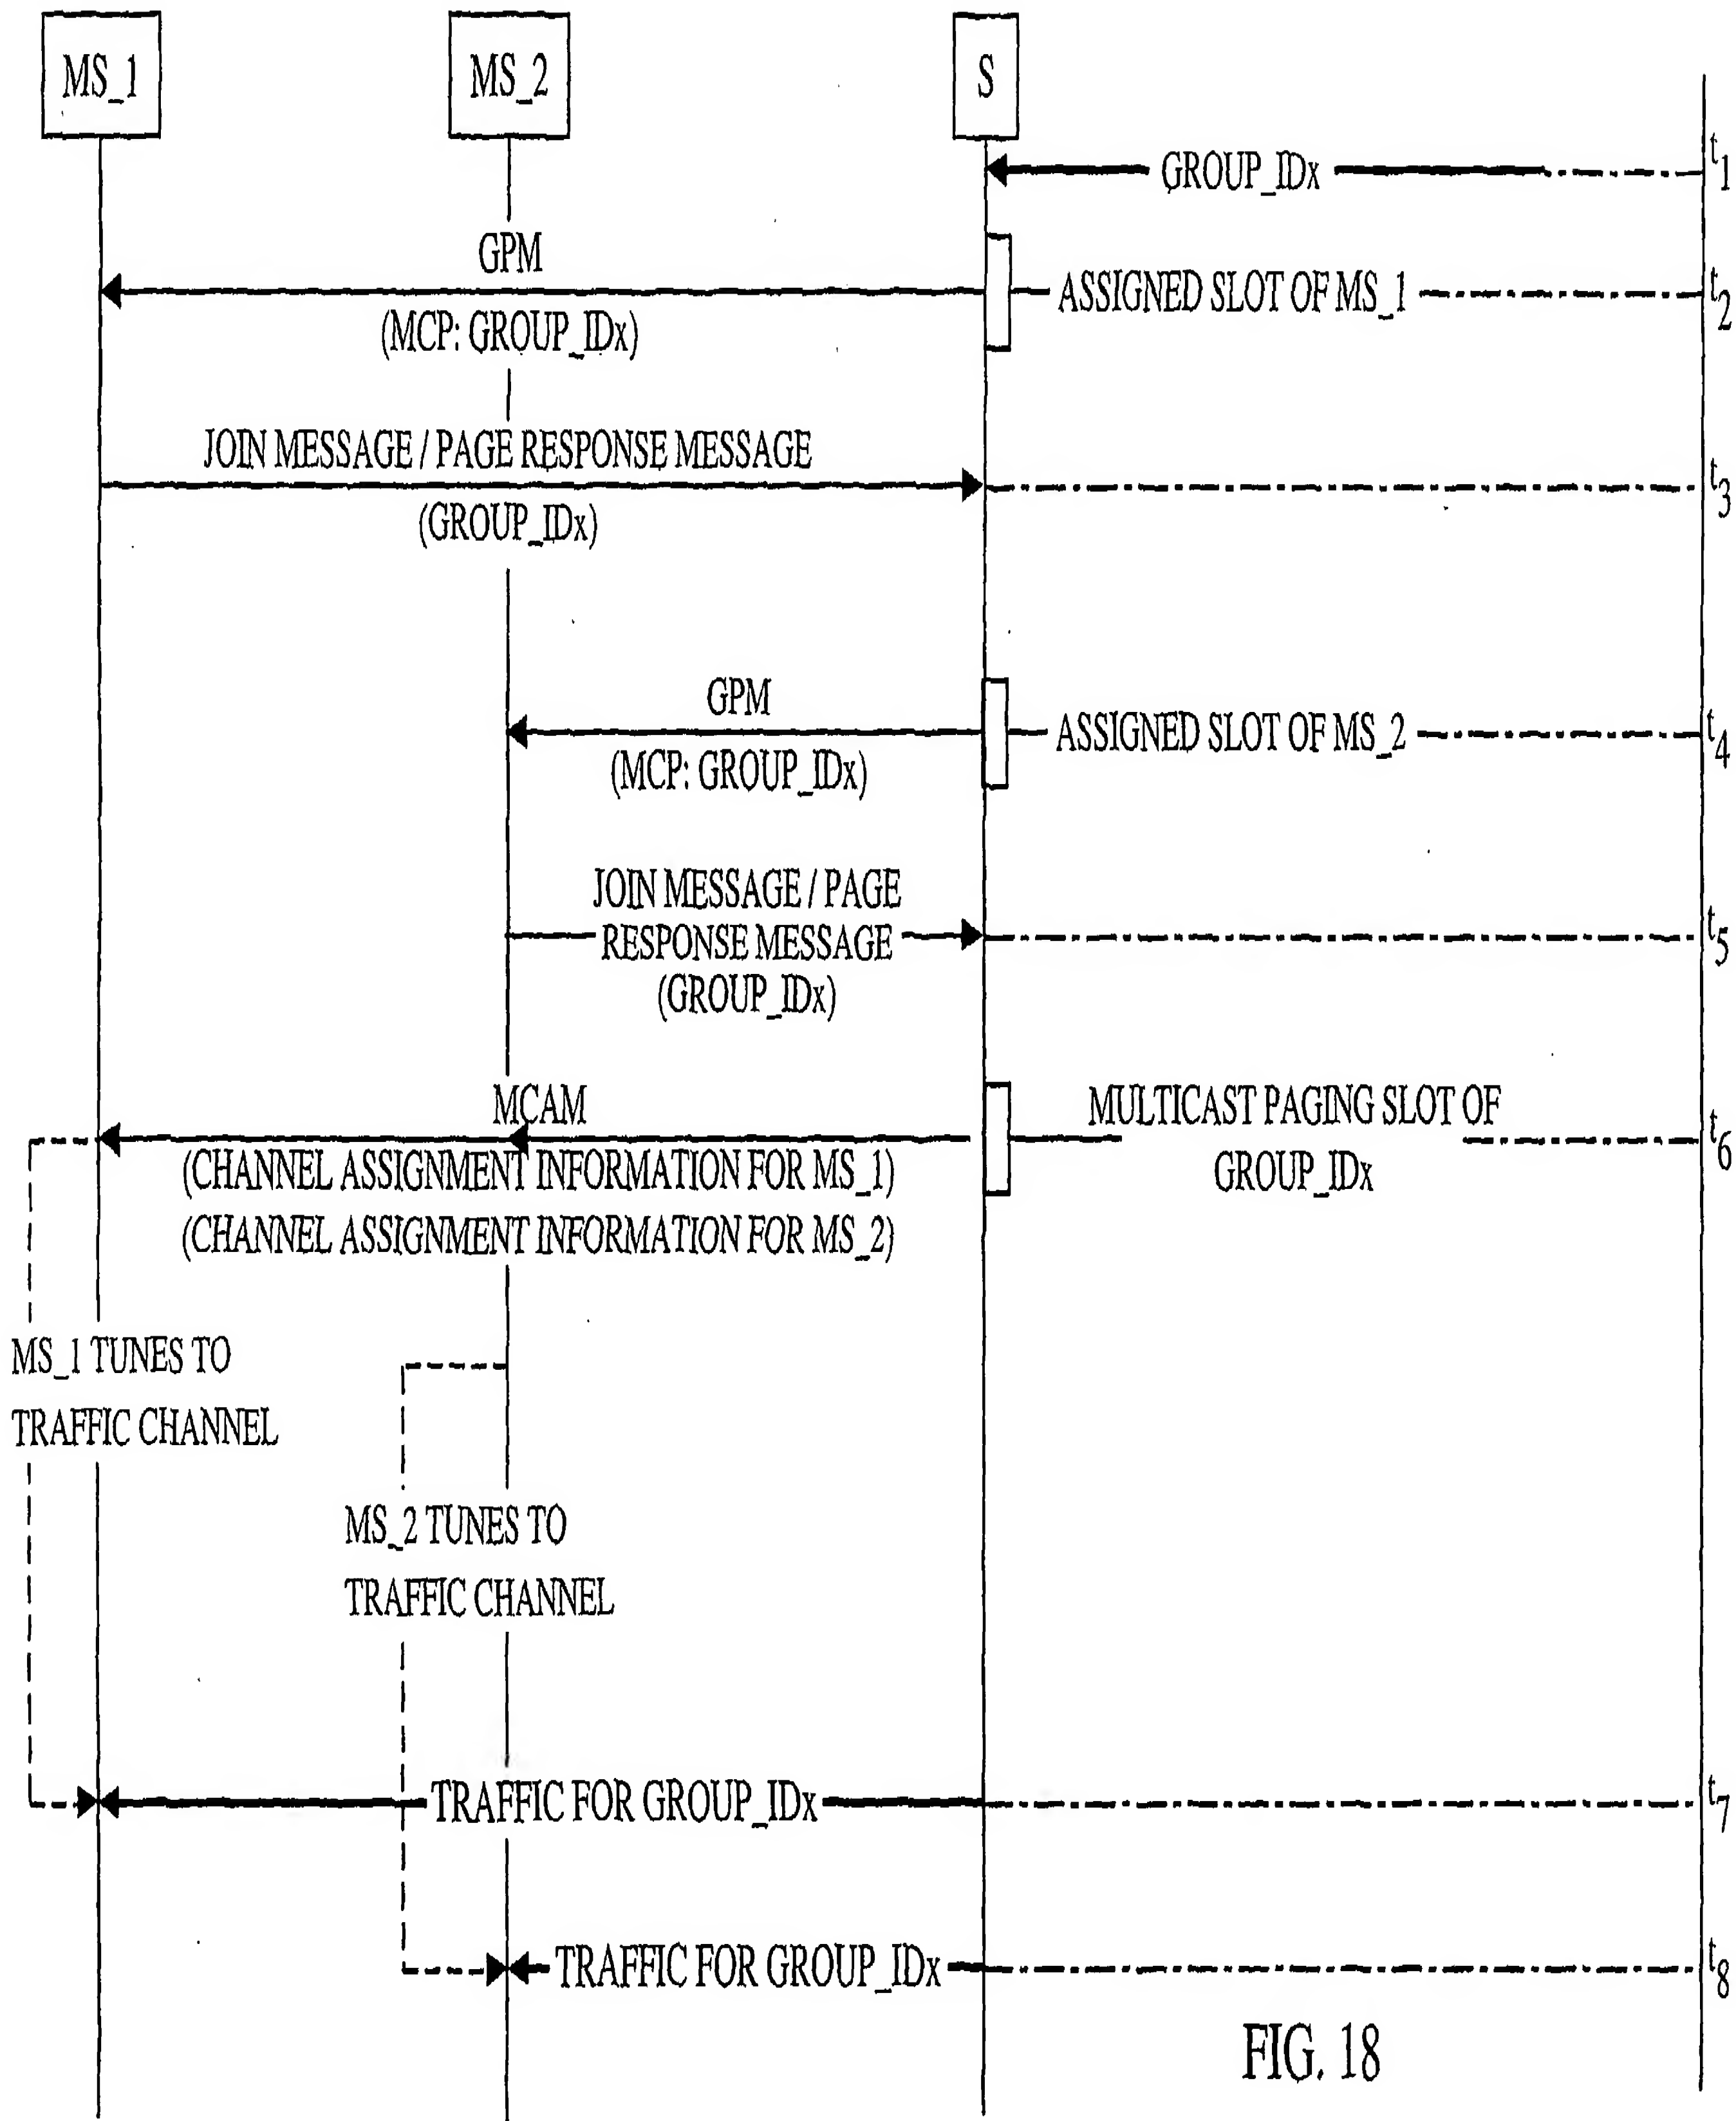 MS_1
MS_2
S
GROUP_IDx
t1
GPM
ASSIGNED SLOT OF MS_1
t2
(MCP: GROUP_IDx)
JOIN MESSAGE / PAGE RESPONSE MESSAGE
t3
(GROUP_IDx)
GPM
ASSIGNED SLOT OF MS_2
t4
(MCP: GROUP_IDx)
JOIN MESSAGE / PAGE
RESPONSE MESSAGE
t5
(GROUP_IDx)
MCAM
MULTICAST PAGING SLOT OF
GROUP_IDx
t6
(CHANNEL ASSIGNMENT INFORMATION FOR MS_1)
(CHANNEL ASSIGNMENT INFORMATION FOR MS_2)
MS_1 TUNES TO
TRAFFIC CHANNEL
MS_2 TUNES TO
TRAFFIC CHANNEL
TRAFFIC FOR GROUP_IDx
t7
TRAFFIC FOR GROUP_IDx
t8
FIG. 18